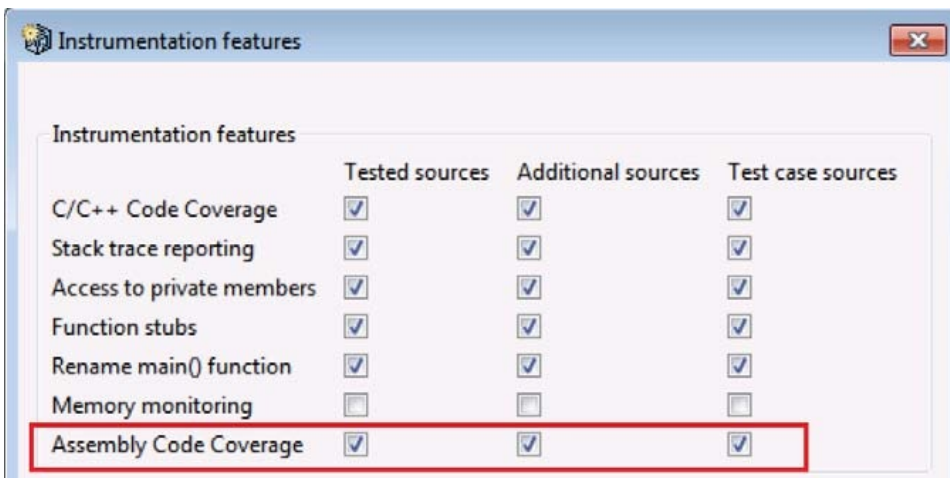 Instrumentation features
Instrumentation features
Tested sources Additional sources Test case sources
C/C++ Code Coverage
Stack trace reporting
Access to private members
Function stubs
Rename main() function
Memory monitoring
Assembly Code Coverage